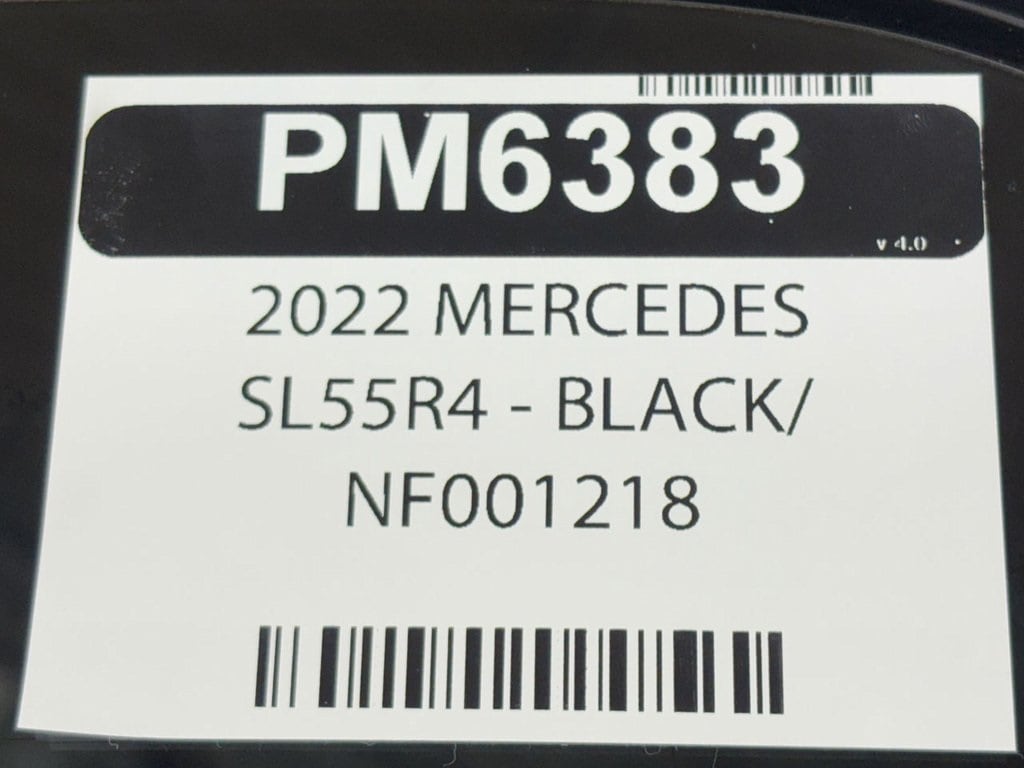 PM6383
v 4.0
2022 MERCEDES
SL55R4 - BLACK/
NF001218